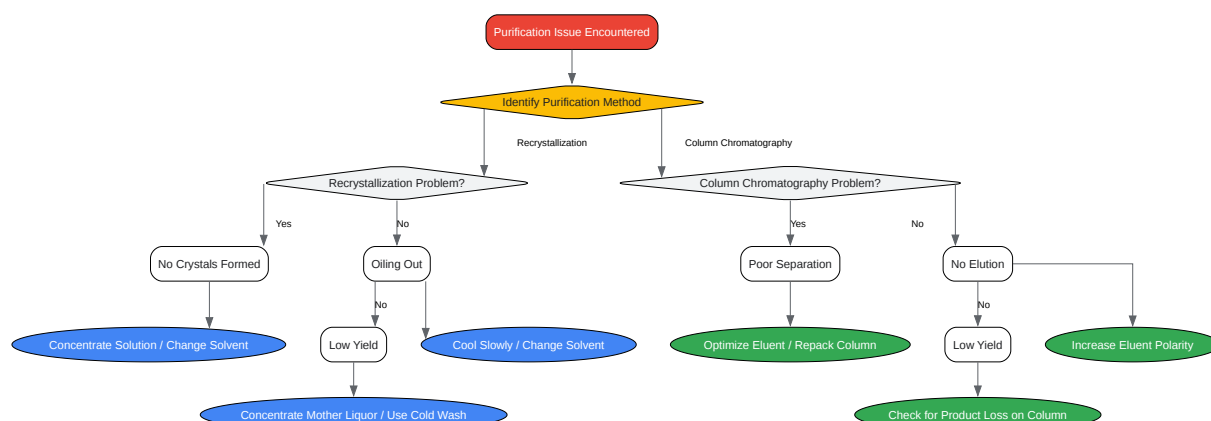 Purification Issue Encountered
Identify Purification Method
Recrystallization
Column Chromatography
Recrystallization Problem?
Column Chromatography Problem?
Yes
No
Yes
No
No Crystals Formed
Oiling Out
Poor Separation
No Elution
No
No
Concentrate Solution / Change Solvent
Low Yield
Cool Slowly / Change Solvent
Optimize Eluent / Repack Column
Low Yield
Increase Eluent Polarity
Concentrate Mother Liquor / Use Cold Wash
Check for Product Loss on Column